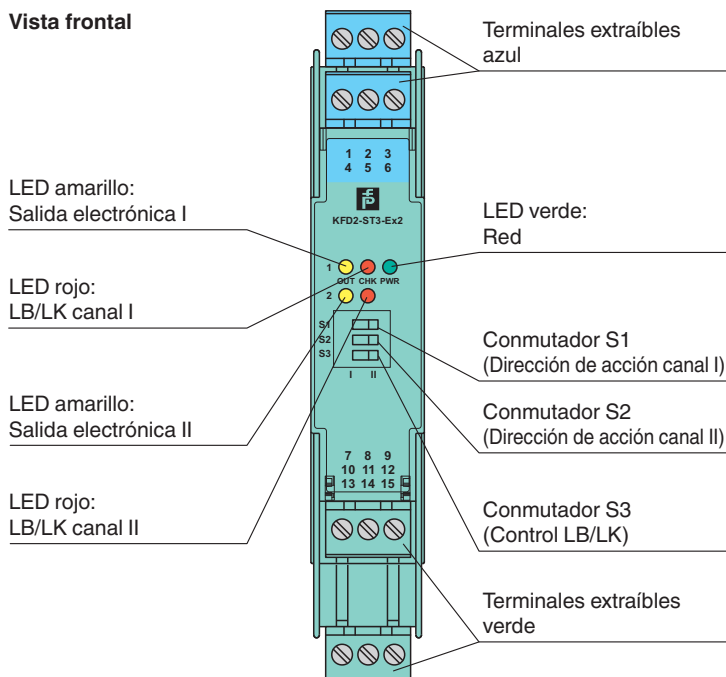 Vista frontal
Terminales extraíbles
azul
1 2 3
4 5 6
KFD2-ST3-Ex2
LED amarillo:
Salida electrónica I
LED verde:
Red
1
OUT CHK PWR
2
LED rojo:
LB/LK canal I
S1
S2
S3
I II
Conmutador S1
(Dirección de acción canal I)
LED amarillo:
Salida electrónica II
Conmutador S2
(Dirección de acción canal II)
7 8 9
10 11 12
13 14 15
LED rojo:
LB/LK canal II
Conmutador S3
(Control LB/LK)
Terminales extraíbles
verde